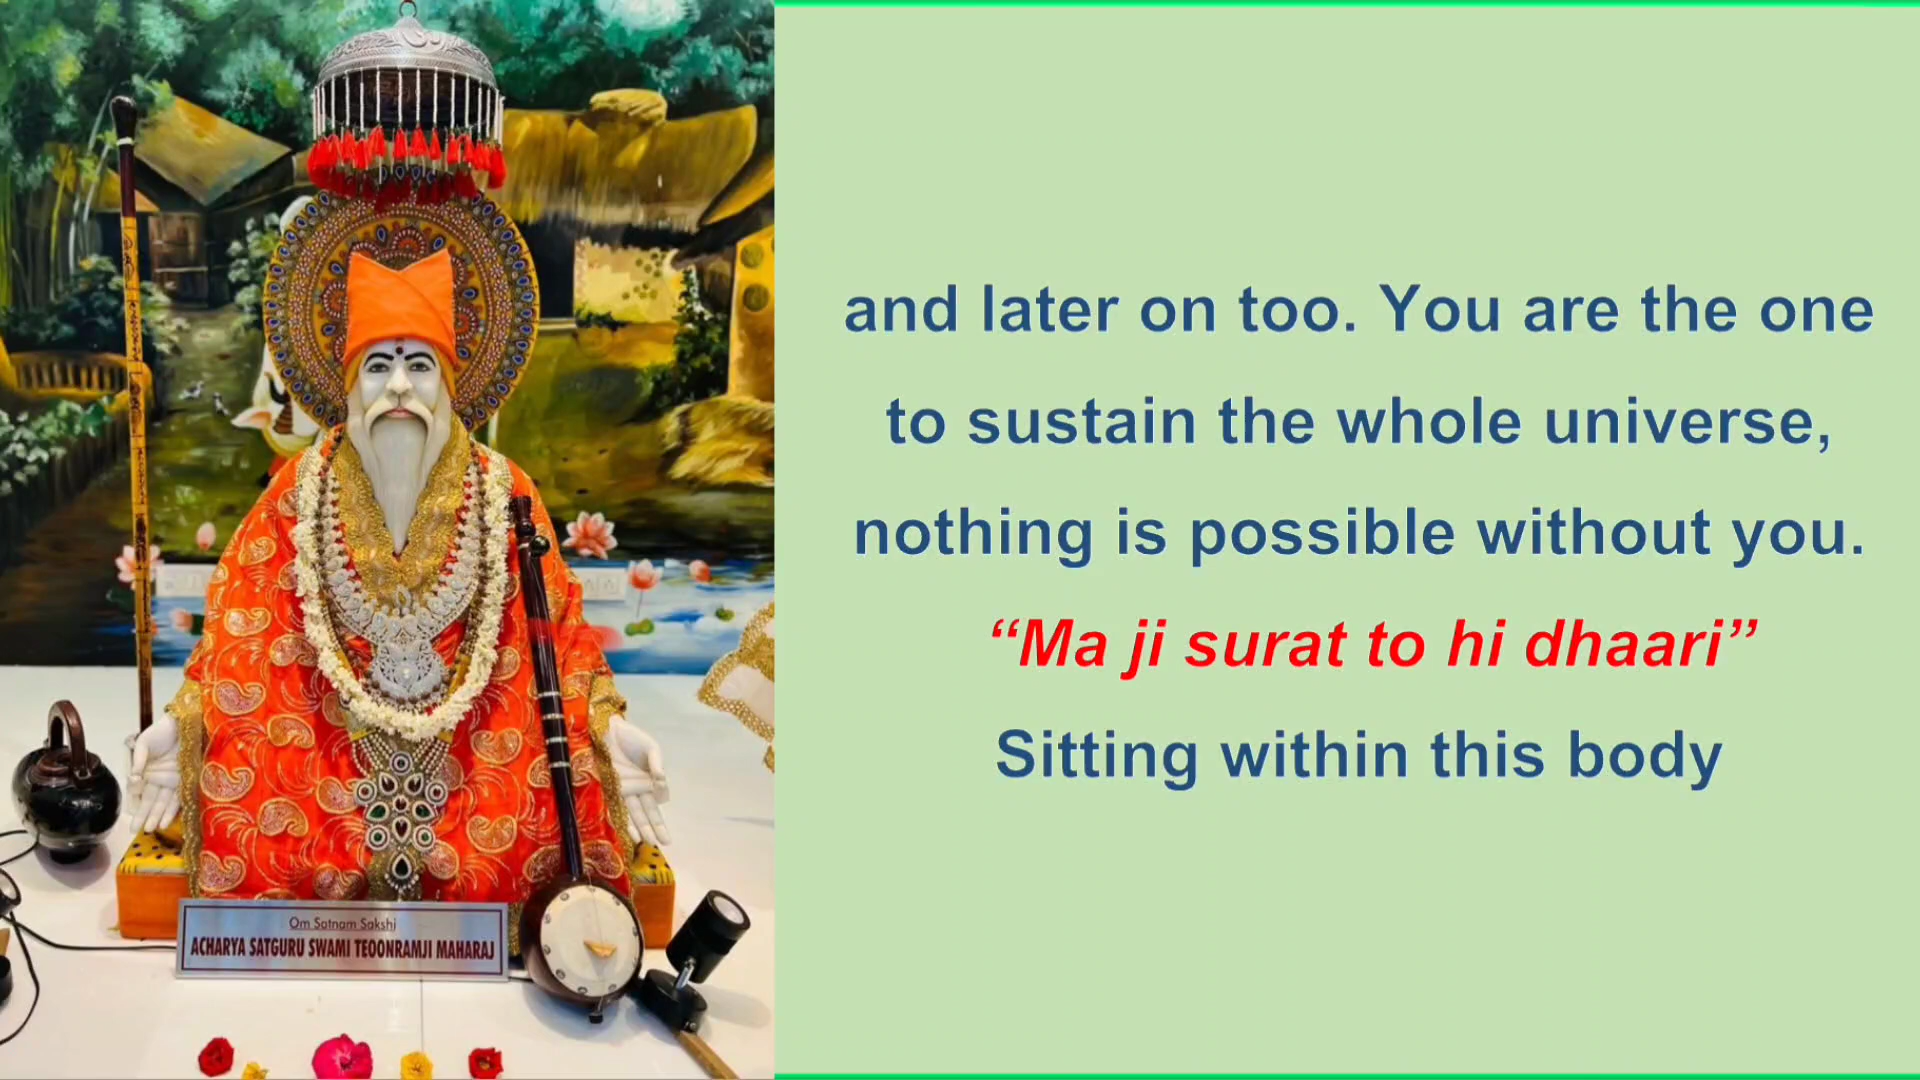 Om Satnam Sakshi
ACHARYA SATGURU SWAMI TEOONRAMJI MAHARAJ
and later on too. You are the one
to sustain the whole universe,
nothing is possible without you.
“Ma ji surat to hi dhaari”
Sitting within this body